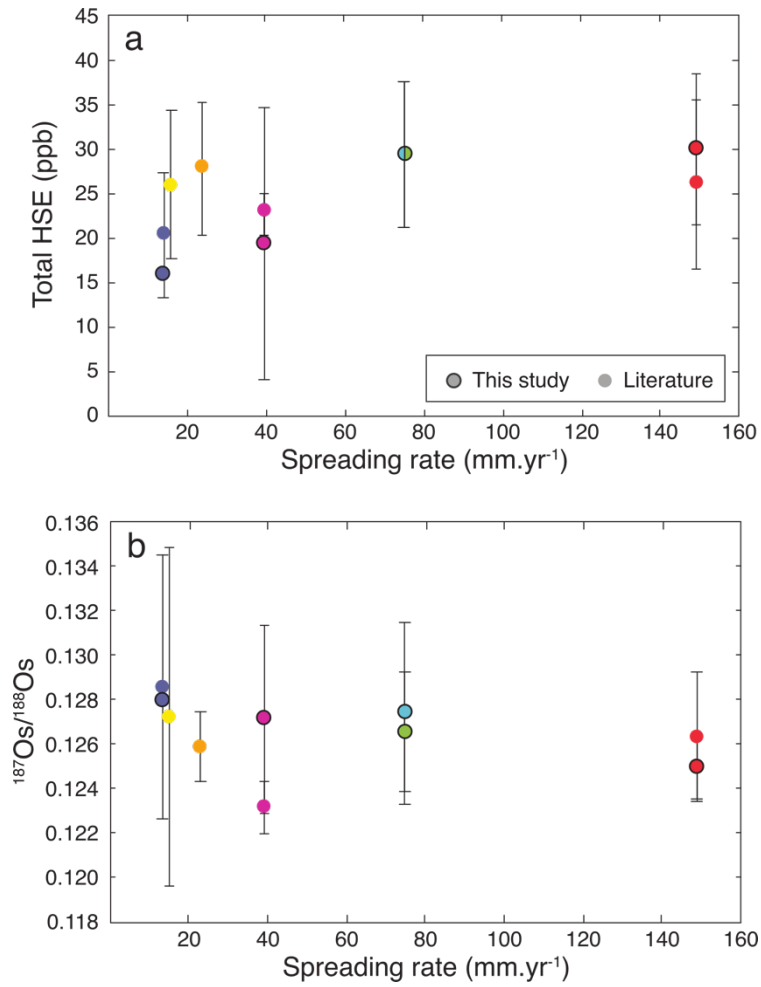 a
45
40
35
30
25
20
15
10
5
0
Total HSE (ppb)
This study
Literature
20 40 60 80 100 120 140 160
Spreading rate (mm.yr⁻¹)
b
0.136
0.134
0.132
0.130
0.128
0.126
0.124
0.122
0.120
0.118
¹⁸⁷Os/¹⁸⁸Os
20 40 60 80 100 120 140 160
Spreading rate (mm.yr⁻¹)